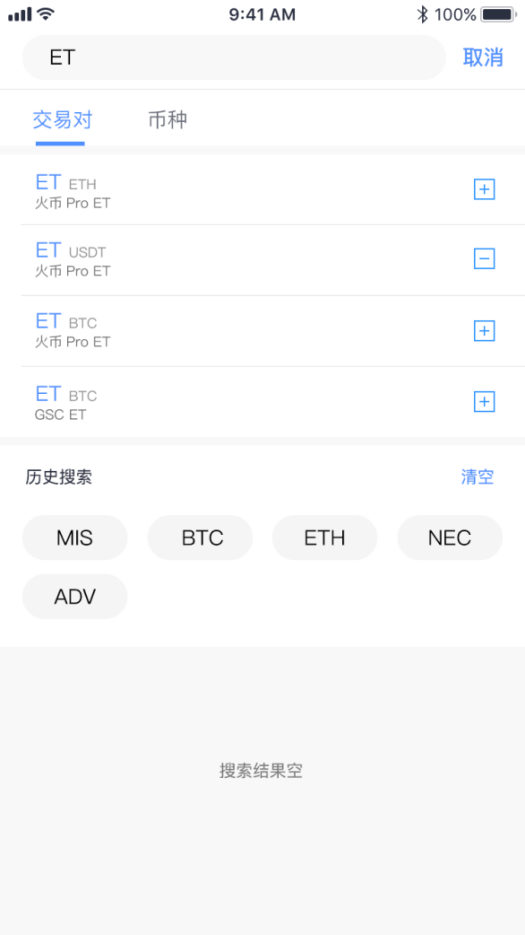 9:41 AM 100%
ET 取消
交易对 币种
ET ETH
火币 Pro ET
ET USDT
火币 Pro ET
ET BTC
火币 Pro ET
ET BTC
GSC ET
历史搜索 清空
MIS BTC ETH NEC
ADV
搜索结果空